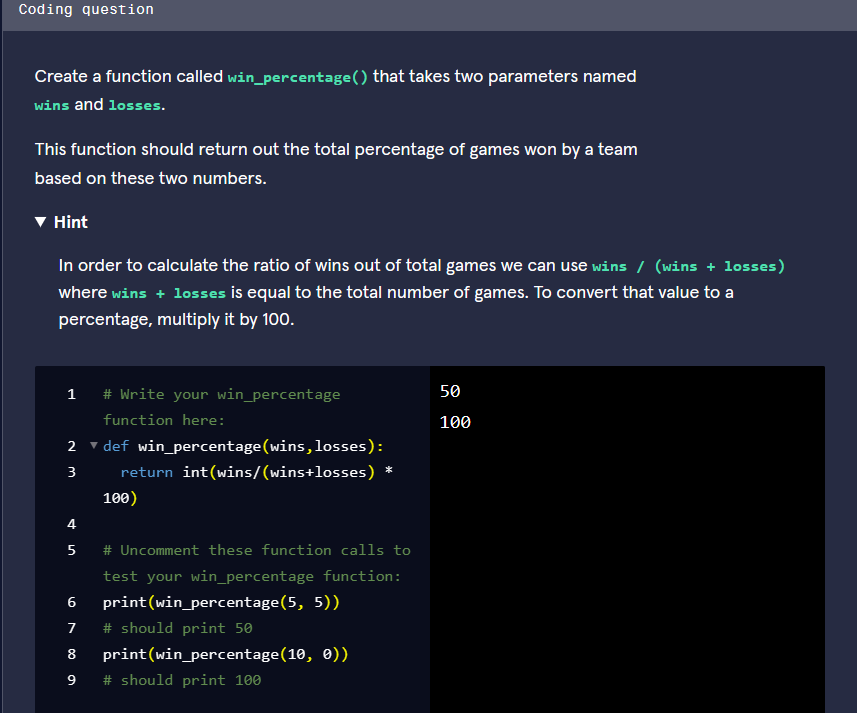 Coding question
Create a function called win_percentage() that takes two parameters named
wins and losses.
This function should return out the total percentage of games won by a team
based on these two numbers.
▼ Hint
In order to calculate the ratio of wins out of total games we can use wins / (wins + losses)
where wins + losses is equal to the total number of games. To convert that value to a
percentage, multiply it by 100.
1 # Write your win_percentage
function here:
2 ▼ def win_percentage(wins,losses):
3 return int(wins/(wins+losses) *
100)
4
5 # Uncomment these function calls to
test your win_percentage function:
6 print(win_percentage(5, 5))
7 # should print 50
8 print(win_percentage(10, 0))
9 # should print 100
50
100